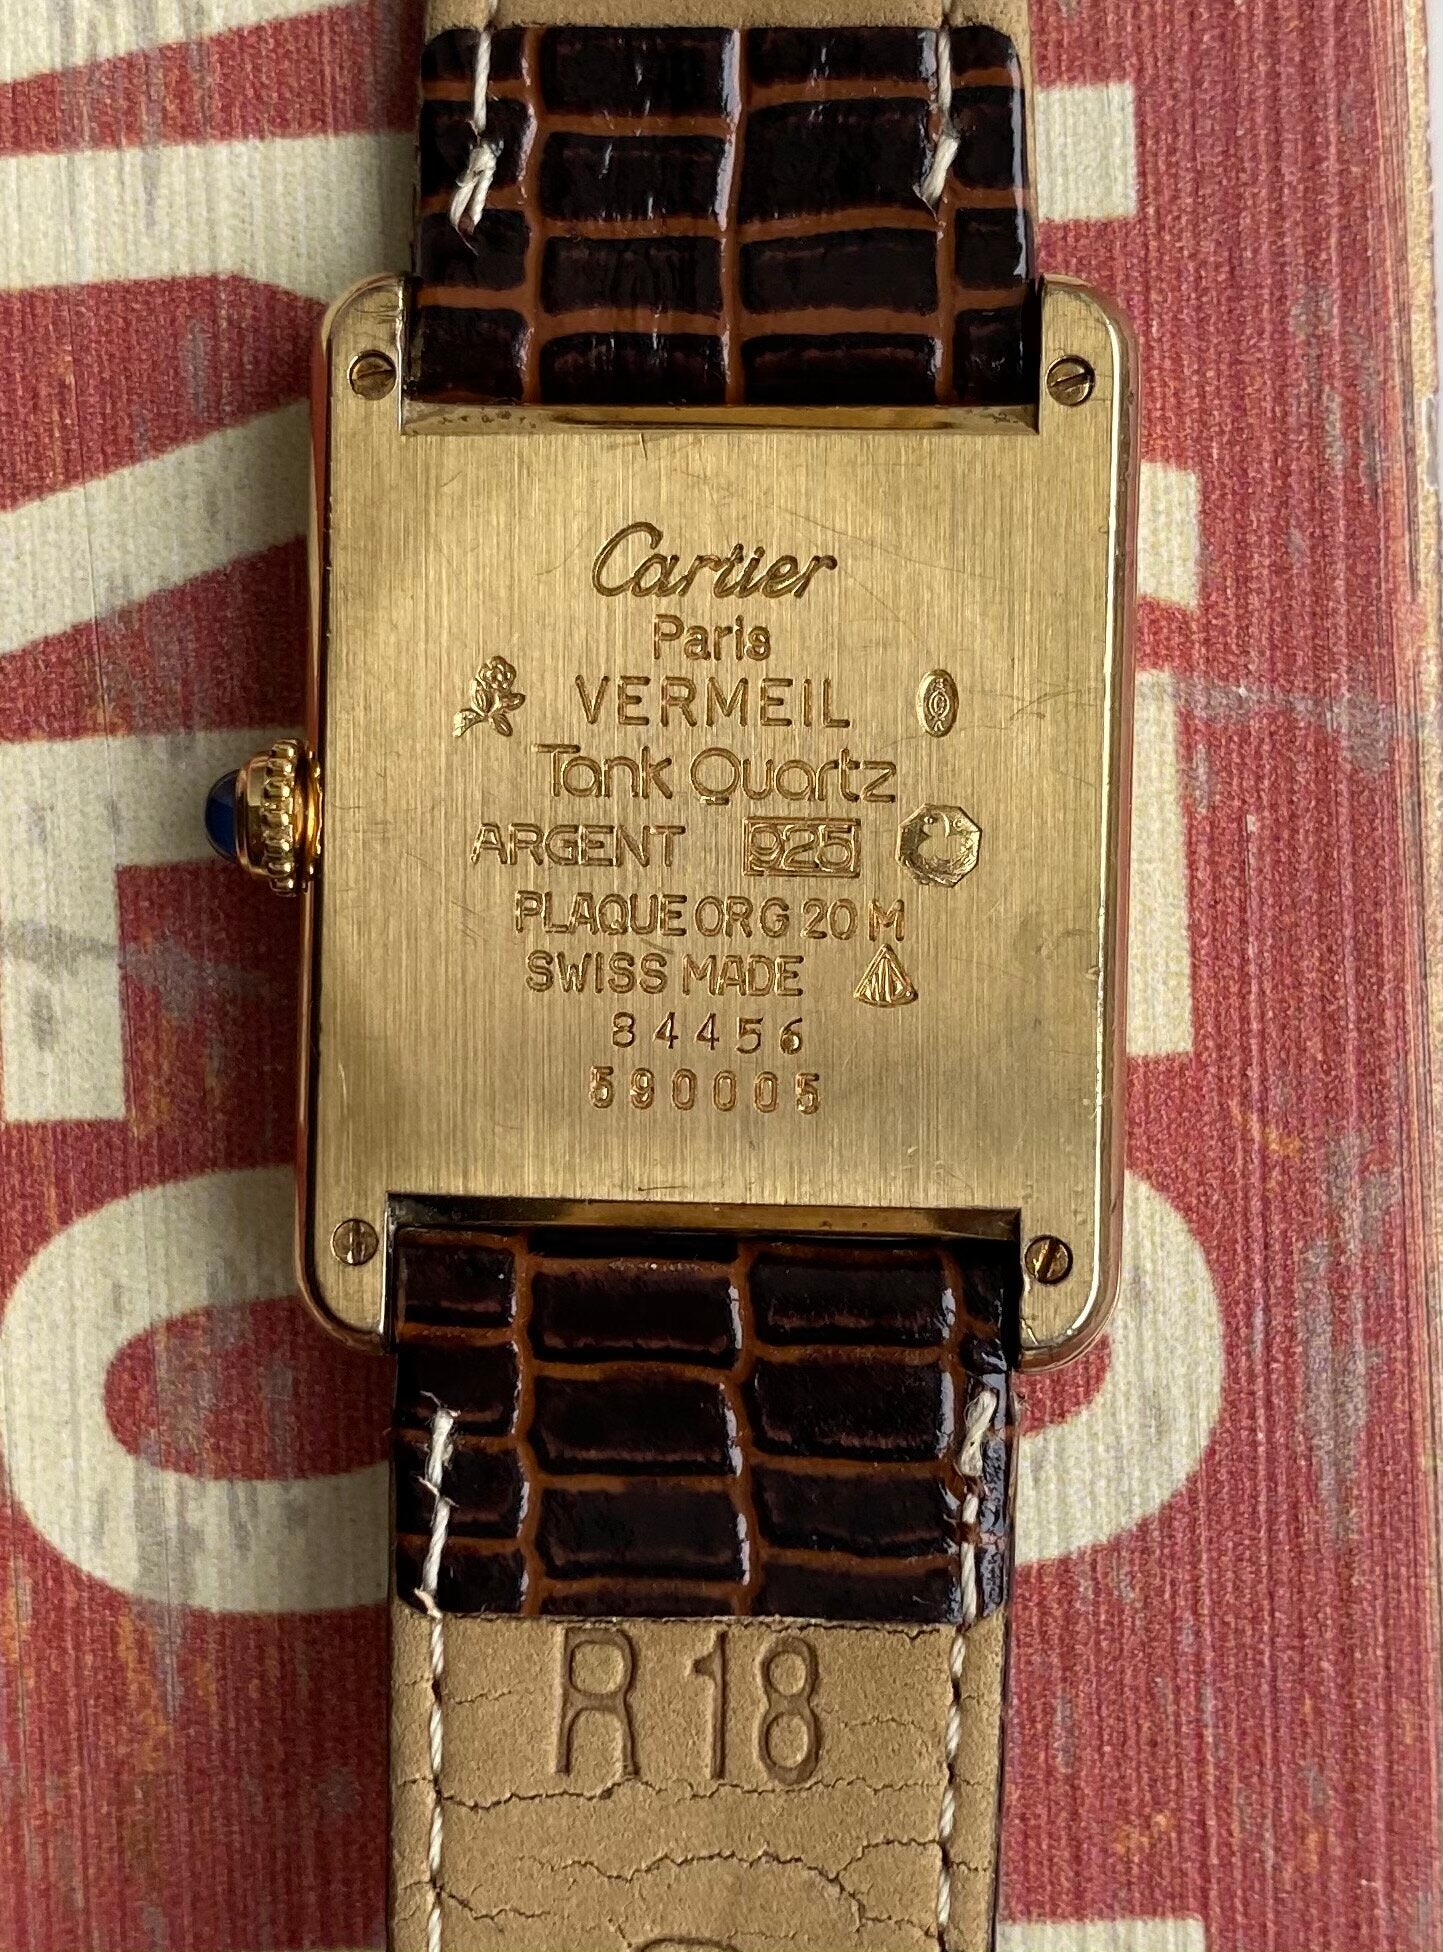 Cartier
Paris
VERMEIL
Tank Quartz
ARGENT 925
PLAQUE OR G 20 M
SWISS MADE
84456
590005
R 18